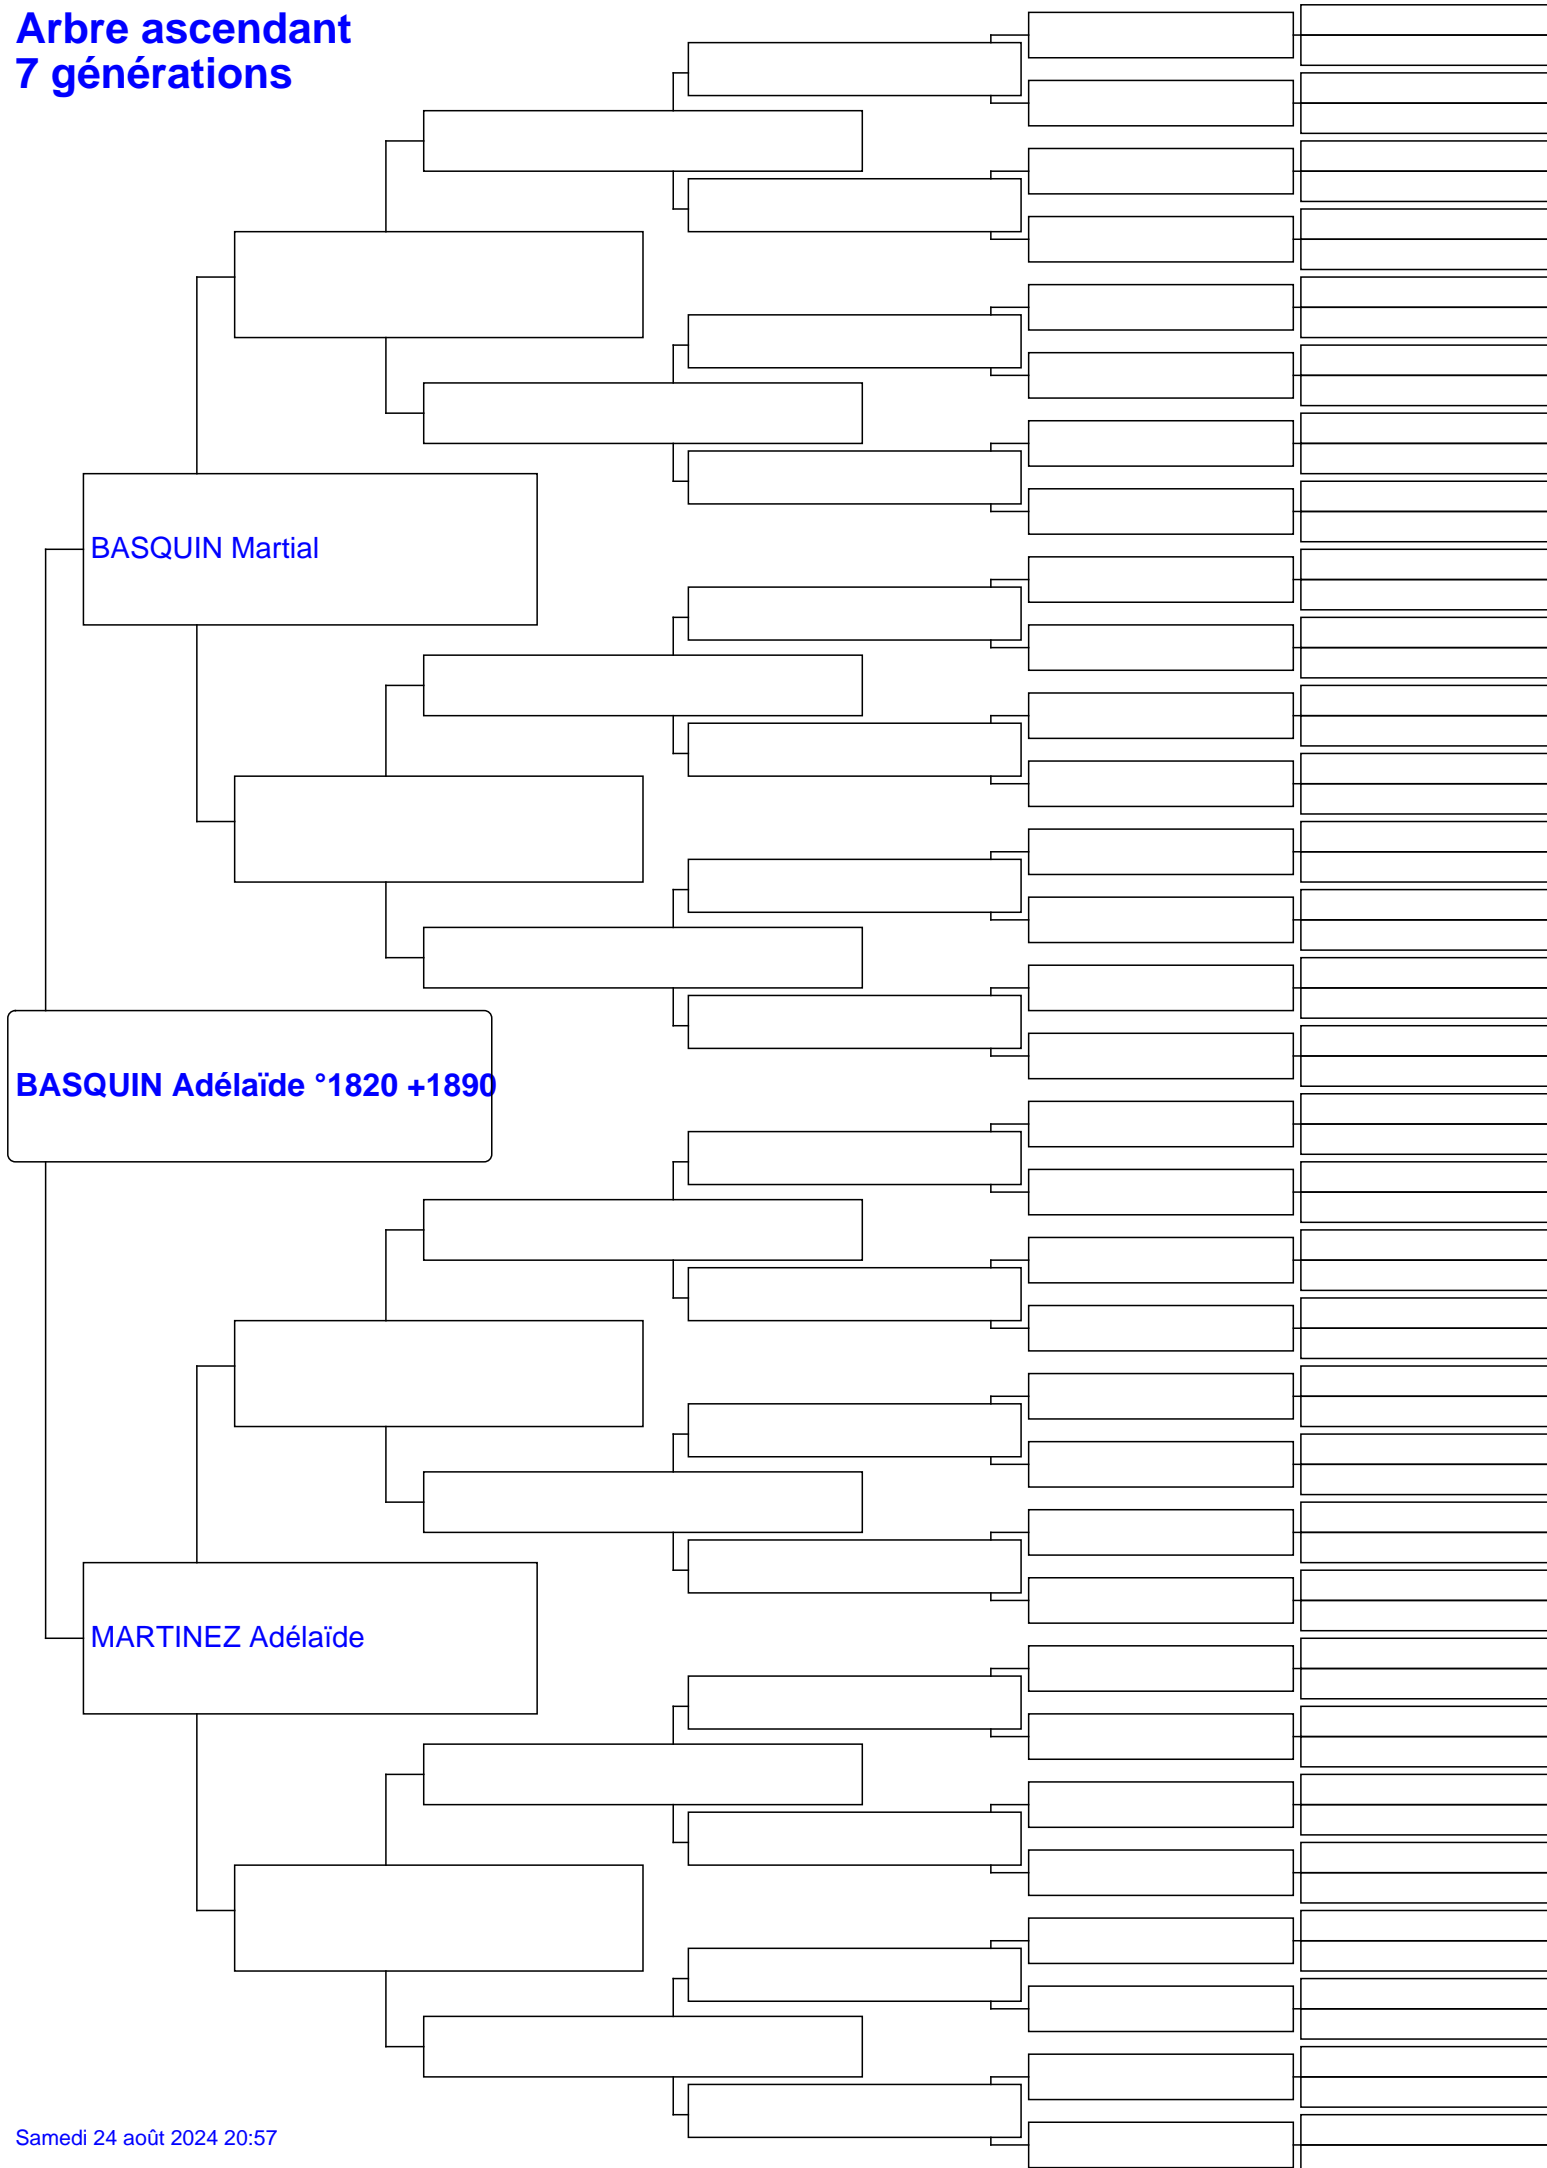 Arbre ascendant
7 générations
BASQUIN Martial
BASQUIN Adélaïde °1820 +1890
MARTINEZ Adélaïde
Samedi 24 août 2024 20:57